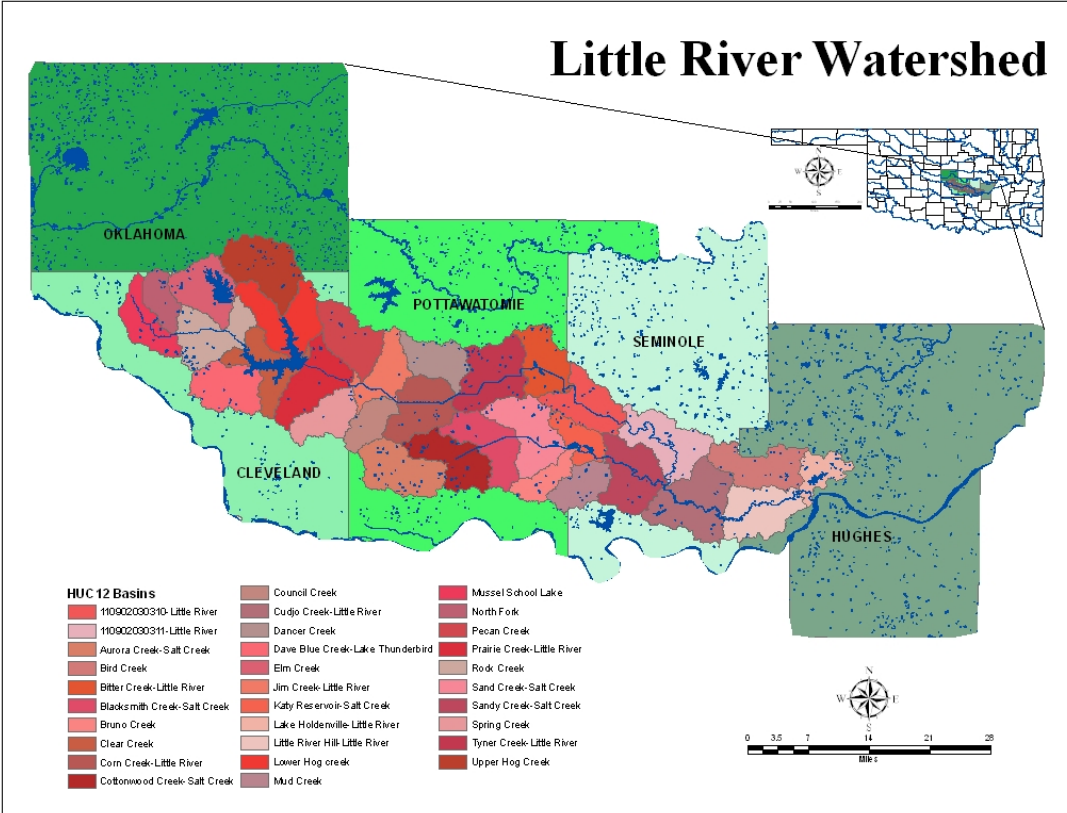 Little River Watershed
N
W E
S
OKLAHOMA
POTTAWATOMIE
SEMINOLE
CLEVELAND
HUGHES
HUC 12 Basins
110902030310- Little River
110902030311- Little River
Aurora Creek-Salt Creek
Bird Creek
Bitter Creek-Little River
Blacksmith Creek-Salt Creek
Bruno Creek
Clear Creek
Corn Creek-Little River
Cottonwood Creek- Salt Creek
Council Creek
Cudjo Creek-Little River
Dancer Creek
Dave Blue Creek-Lake Thunderbird
Elm Creek
Jim Creek-Little River
Katy Reservoir-Salt Creek
Lake Holdenville-Little River
Little River Hill-Little River
Lower Hog creek
Mud Creek
Mussel School Lake
North Fork
Pecan Creek
Prairie Creek-Little River
Rock Creek
Sand Creek-Salt Creek
Sandy Creek-Salt Creek
Spring Creek
Tyner Creek-Little River
Upper Hog Creek
N
W E
S
0 3.5 7 14 21 28
Miles